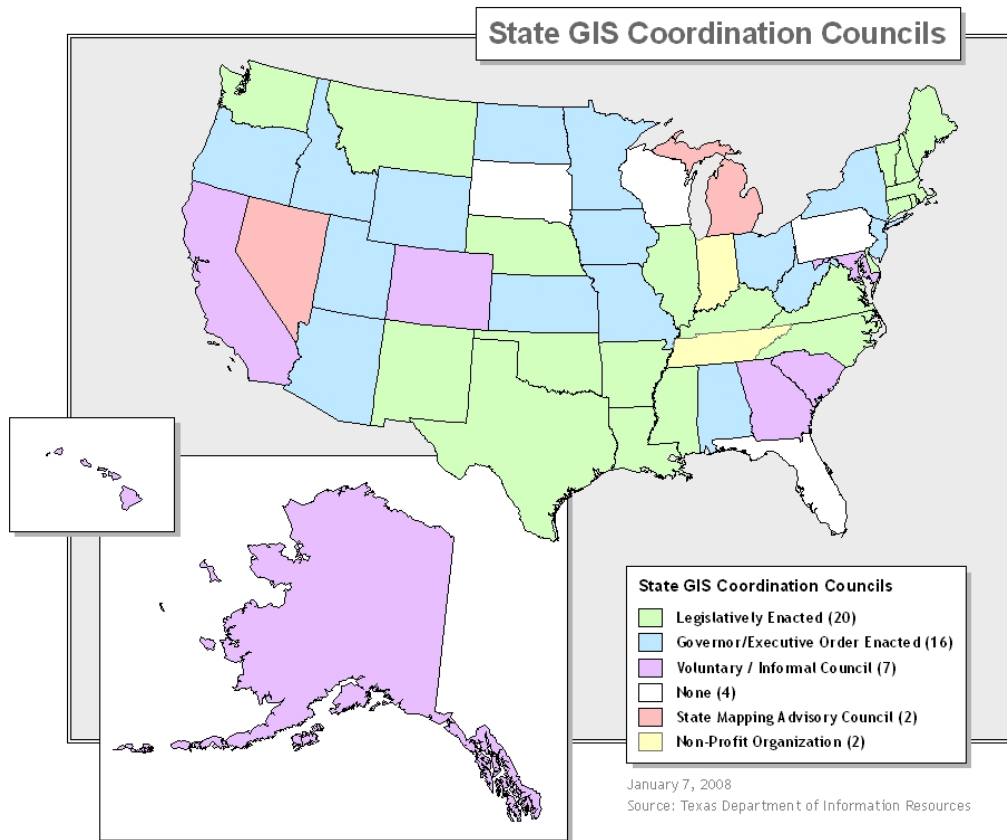 State GIS Coordination Councils
State GIS Coordination Councils
Legislatively Enacted (20)
Governor/Executive Order Enacted (16)
Voluntary / Informal Council (7)
None (4)
State Mapping Advisory Council (2)
Non-Profit Organization (2)
January 7, 2008
Source: Texas Department of Information Resources